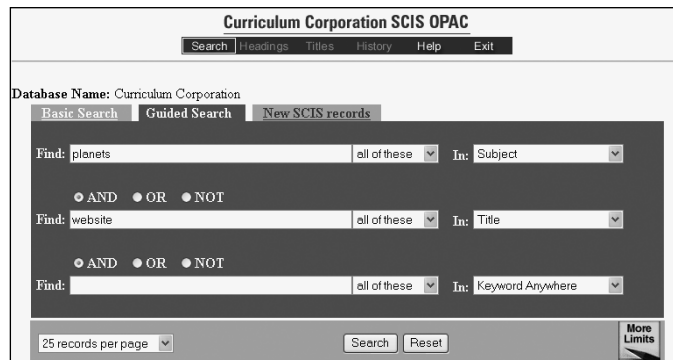 Curriculum Corporation SCIS OPAC
Search Headings Titles History Help Exit
Database Name: Curriculum Corporation
Basic Search Guided Search New SCIS records
Find: planets all of these In: Subject
AND OR NOT
Find: website all of these In: Title
AND OR NOT
Find: all of these In: Keyword Anywhere
25 records per page Search Reset More Limits